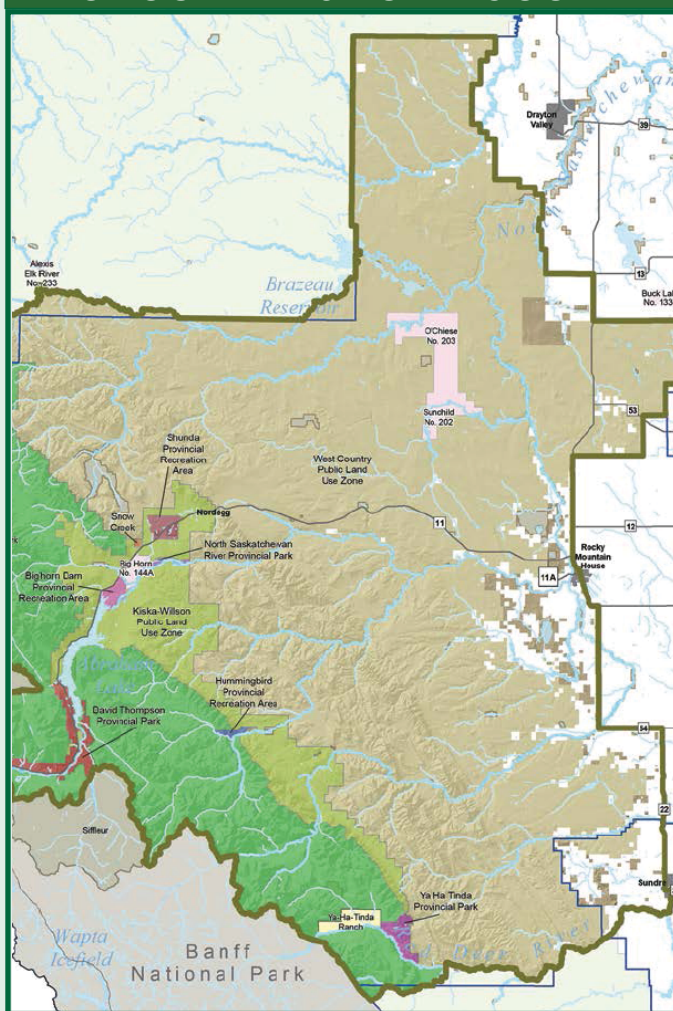 Drayton
Valley
39
North Saskatchewan
Alexis
Elk River
No. 233
Brazeau
Reservoir
13
Buck La
No. 133
O'Chiese
No. 203
Sunchild
No. 202
53
Shunda
Provincial
Recreation
Area
West Country
Public Land
Use Zone
Nordegg
Snow
Creek
11
12
North Saskatchewan
River Provincial Park
Big Horn
No. 144A
Rocky
Mountain
House
11A
Bighorn Dam
Provincial
Recreation Area
Kiska-Willson
Public Land
Use Zone
Abraham
Lake
Hummingbird
Provincial
Recreation Area
David Thompson
Provincial Park
54
22
Siffleur
Sundre
Ya Ha Tinda
Provincial Park
Ya-Ha-Tinda
Ranch
Red Deer River
Wapta
Icefield
Banff
National Park